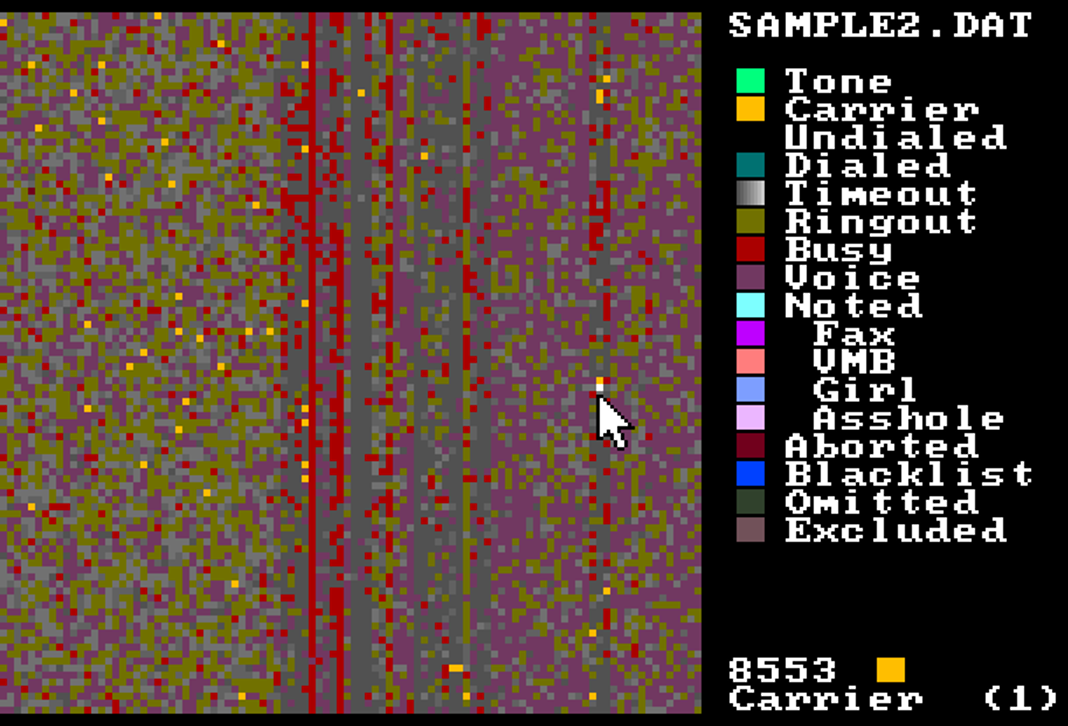 SAMPLE2.DAT
Tone
Carrier
Undialed
Dialed
Timeout
Ringout
Busy
Voice
Noted
Fax
VMB
Girl
Asshole
Aborted
Blacklist
Omitted
Excluded
8553
Carrier (1)